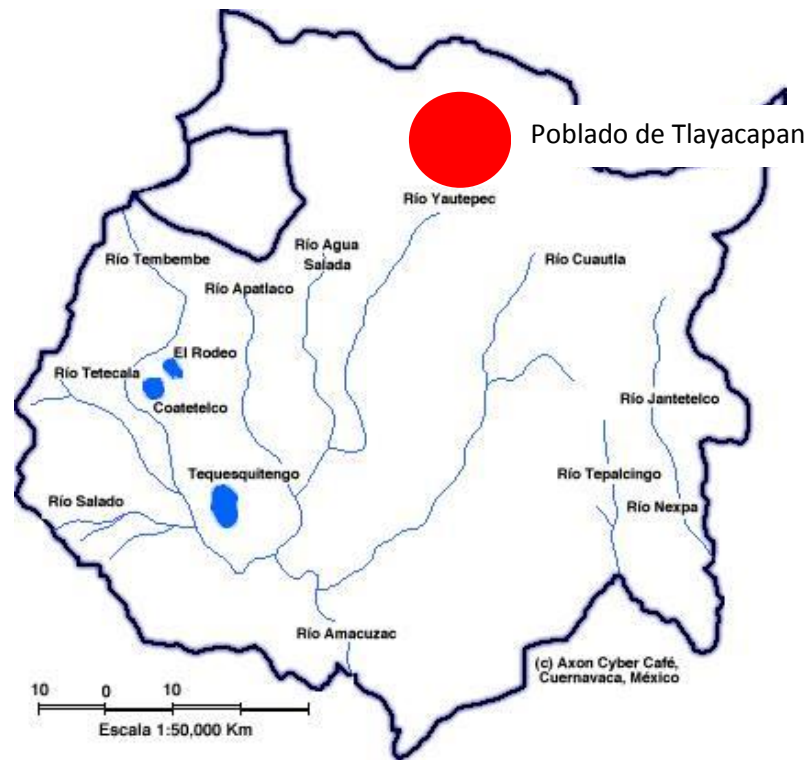 Poblado de Tlayacapan
Río Yautepec
Río Agua
Salada
Río Tembembe
Río Cuautla
Río Apatlaco
El Rodeo
Río Tetecala
Coatetelco
Río Jantetelco
Tequesquitengo
Río Tepalcingo
Río Salado
Río Nexpa
Río Amacuzac
(c) Axon Cyber Café,
Cuernavaca, México
10 0 10
Escala 1:50,000 Km